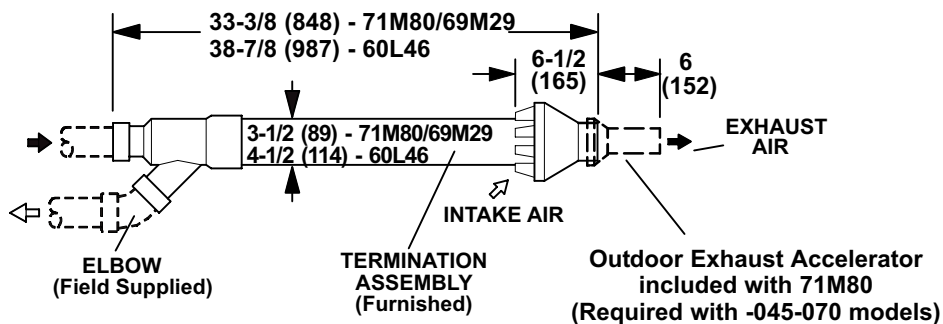 33-3/8 (848) - 71M80/69M29
38-7/8 (987) - 60L46
6-1/2
(165)
6
(152)
3-1/2 (89) - 71M80/69M29
4-1/2 (114) - 60L46
EXHAUST
AIR
INTAKE AIR
ELBOW
(Field Supplied)
TERMINATION
ASSEMBLY
(Furnished)
Outdoor Exhaust Accelerator
included with 71M80
(Required with -045-070 models)